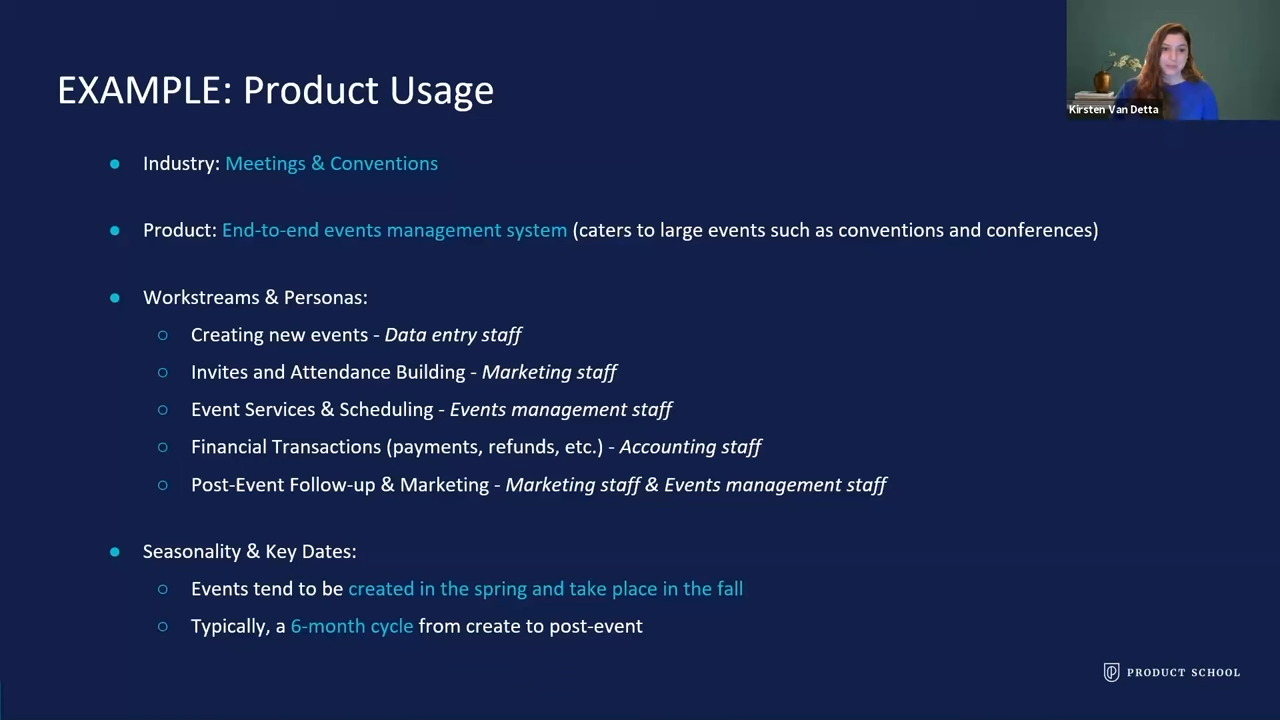 EXAMPLE: Product Usage
Kirsten Van Detta
● Industry: Meetings & Conventions
● Product: End-to-end events management system (caters to large events such as conventions and conferences)
● Workstreams & Personas:
○ Creating new events - Data entry staff
○ Invites and Attendance Building - Marketing staff
○ Event Services & Scheduling - Events management staff
○ Financial Transactions (payments, refunds, etc.) - Accounting staff
○ Post-Event Follow-up & Marketing - Marketing staff & Events management staff
● Seasonality & Key Dates:
○ Events tend to be created in the spring and take place in the fall
○ Typically, a 6-month cycle from create to post-event
PRODUCT SCHOOL